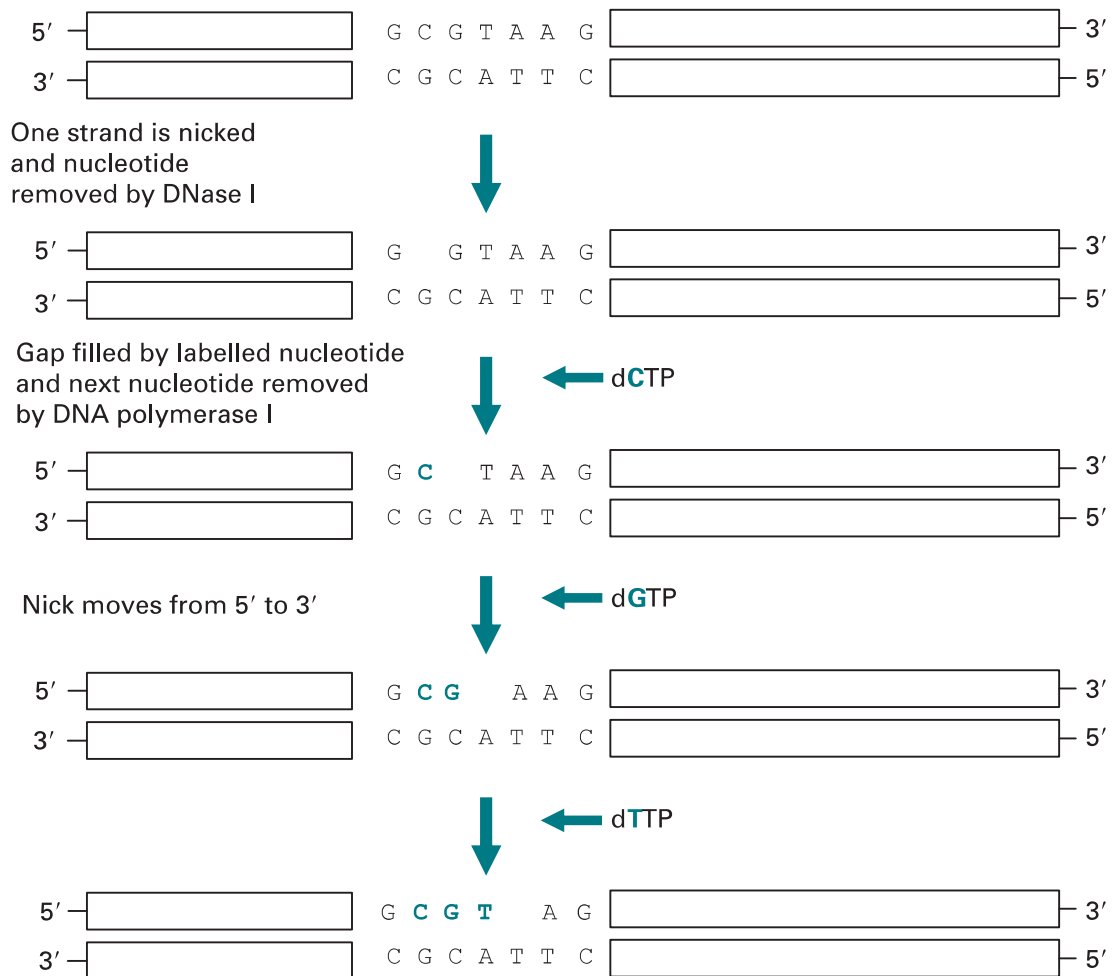 5′ G C G T A A G 3′
3′ C G C A T T C 5′
One strand is nicked
and nucleotide
removed by DNase I
5′ G G T A A G 3′
3′ C G C A T T C 5′
Gap filled by labelled nucleotide
and next nucleotide removed
by DNA polymerase I
dCTP
5′ G C T A A G 3′
3′ C G C A T T C 5′
Nick moves from 5′ to 3′
dGTP
5′ G C G A A G 3′
3′ C G C A T T C 5′
dTTP
5′ G C G T A G 3′
3′ C G C A T T C 5′